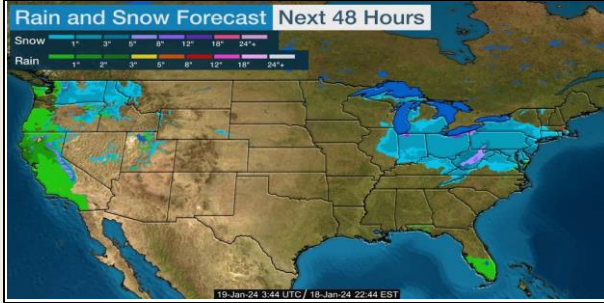 Rain and Snow Forecast Next 48 Hours
Snow
1" 3" 5" 8" 12" 18" 24"+
Rain
1" 2" 3" 5" 8" 12" 18" 24"+
19-Jan-24 3:44 UTC / 18-Jan-24 22:44 EST